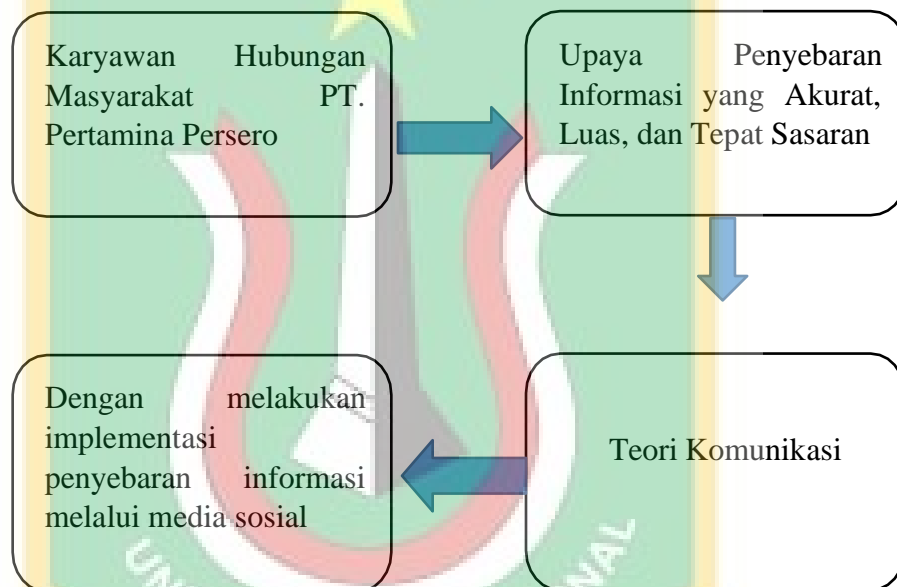 Karyawan Hubungan
Masyarakat PT.
Pertamina Persero
Upaya Penyebaran
Informasi yang Akurat,
Luas, dan Tepat Sasaran
Teori Komunikasi
Dengan melakukan
implementasi
penyebaran informasi
melalui media sosial